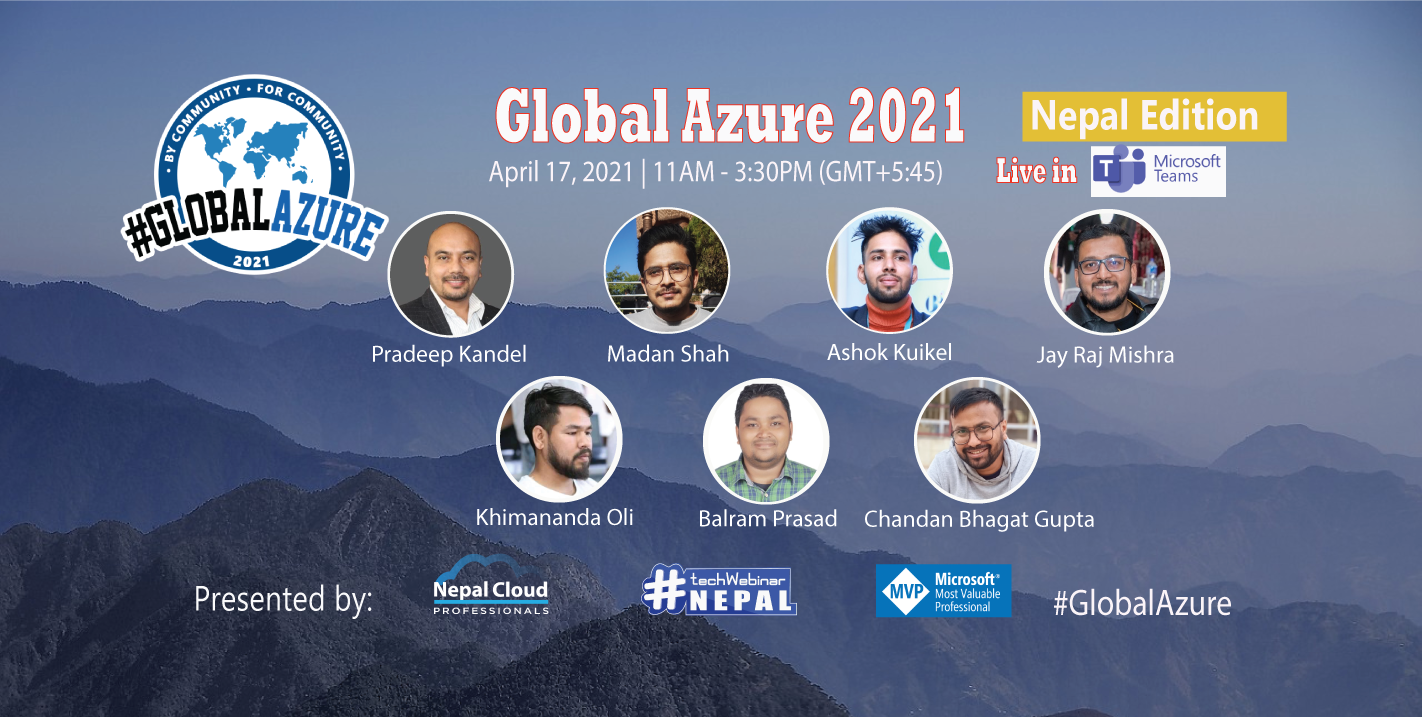 • BY COMMUNITY • FOR COMMUNITY •
#GLOBALAZURE
2021
Global Azure 2021
Nepal Edition
April 17, 2021 | 11AM - 3:30PM (GMT+5:45)
Live in
T
Microsoft
Teams
Pradeep Kandel
Madan Shah
Ashok Kuikel
Jay Raj Mishra
Khimananda Oli
Balram Prasad
Chandan Bhagat Gupta
Presented by:
Nepal Cloud
PROFESSIONALS
#techWebinar
NEPAL
MVP
Microsoft®
Most Valuable
Professional
#GlobalAzure